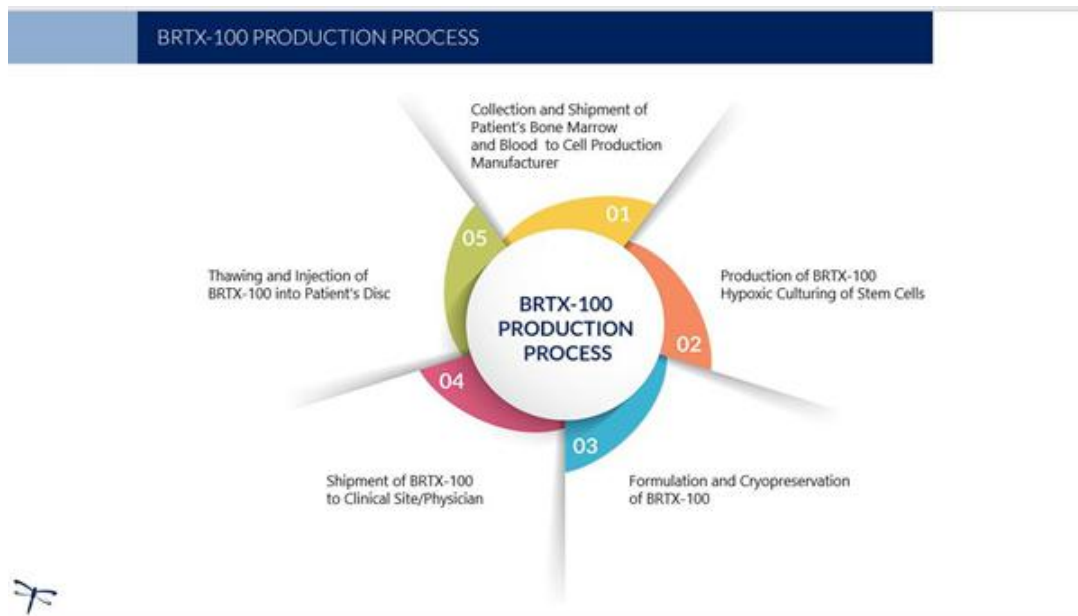 BRTX-100 PRODUCTION PROCESS
Collection and Shipment of
Patient's Bone Marrow
and Blood to Cell Production
Manufacturer
01
Production of BRTX-100
Hypoxic Culturing of Stem Cells
02
Formulation and Cryopreservation
of BRTX-100
03
Shipment of BRTX-100
to Clinical Site/Physician
04
Thawing and Injection of
BRTX-100 into Patient's Disc
05
BRTX-100
PRODUCTION
PROCESS